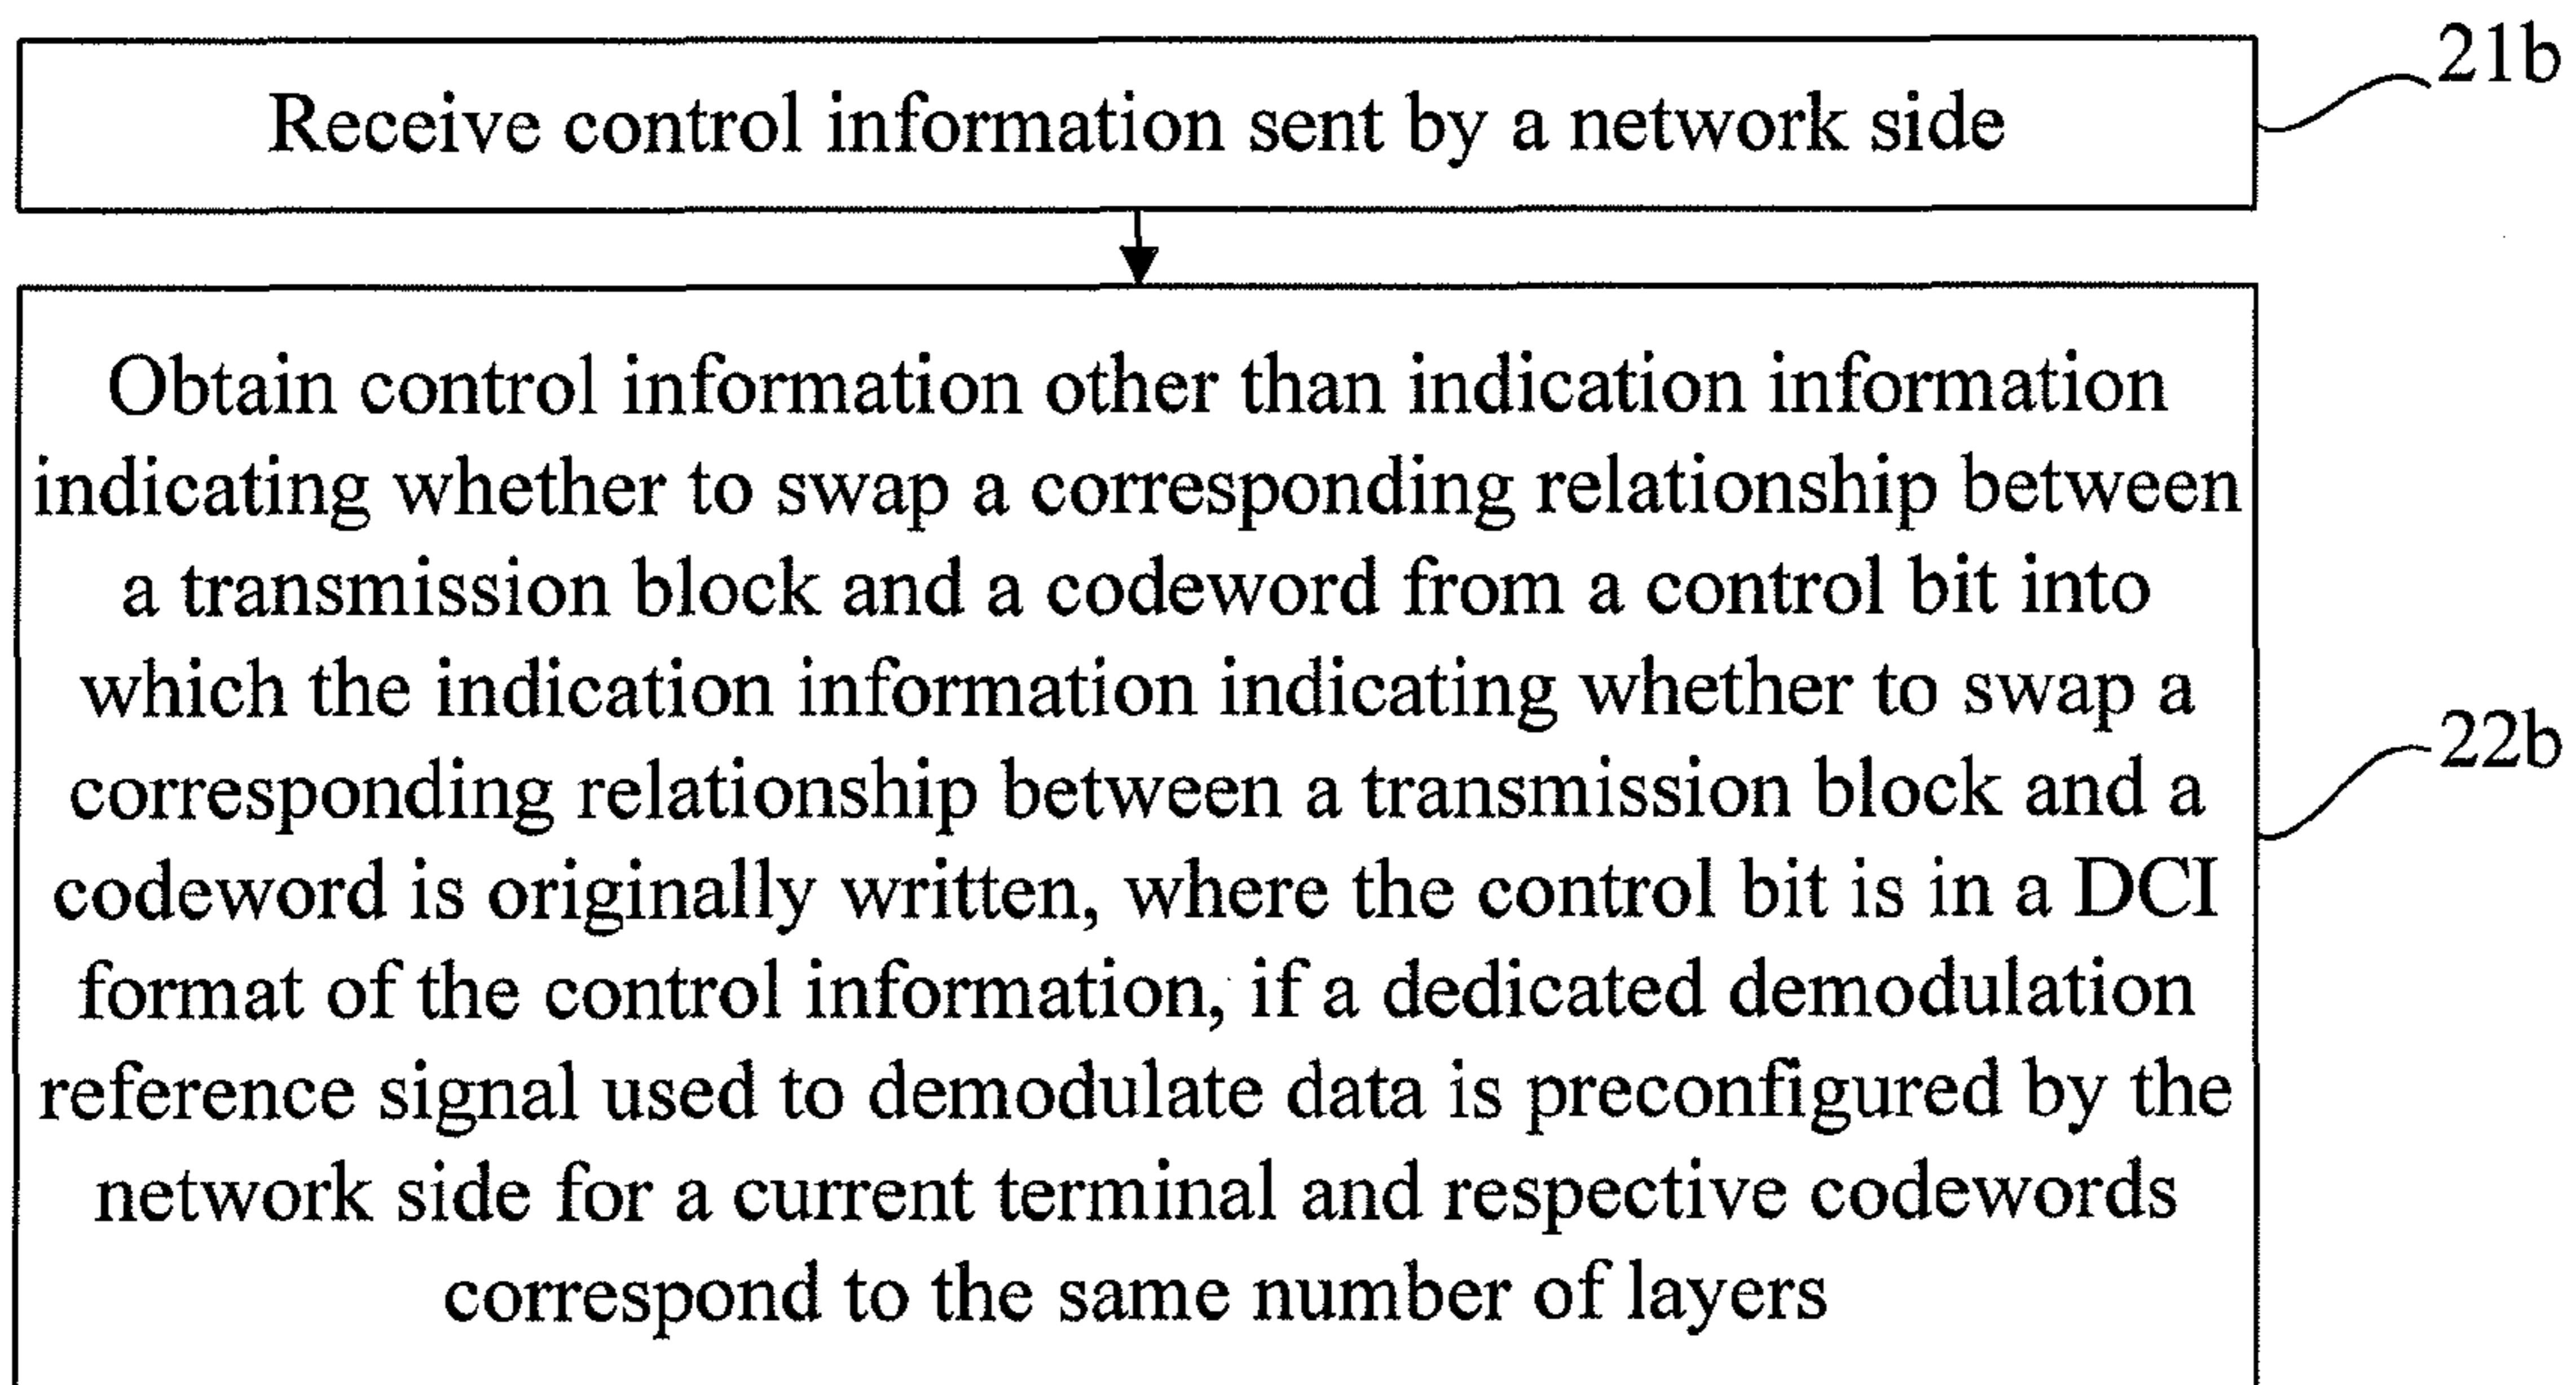 21b
Receive control information sent by a network side
Obtain control information other than indication information
indicating whether to swap a corresponding relationship between
a transmission block and a codeword from a control bit into
which the indication information indicating whether to swap a
corresponding relationship between a transmission block and a
codeword is originally written, where the control bit is in a DCI
format of the control information, if a dedicated demodulation
reference signal used to demodulate data is preconfigured by the
network side for a current terminal and respective codewords
correspond to the same number of layers
22b